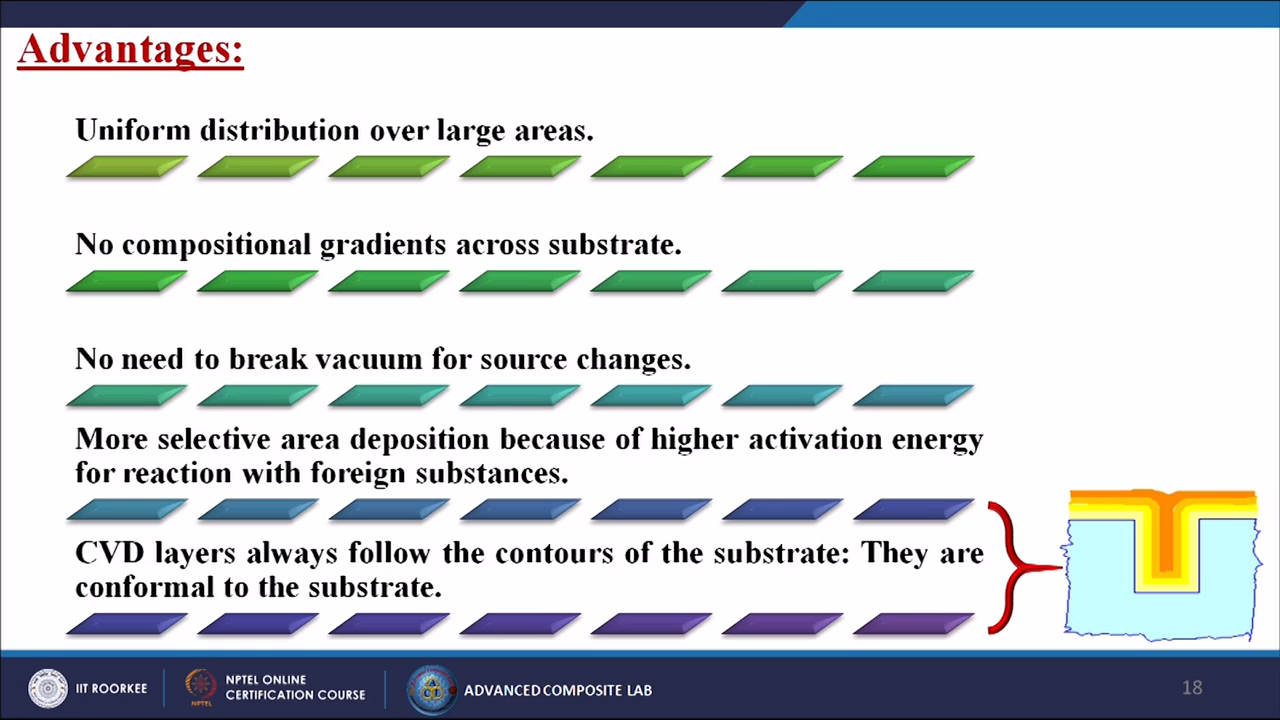 Advantages:
Uniform distribution over large areas.
No compositional gradients across substrate.
No need to break vacuum for source changes.
More selective area deposition because of higher activation energy
for reaction with foreign substances.
CVD layers always follow the contours of the substrate: They are
conformal to the substrate.
IIT ROORKEE
NPTEL
NPTEL ONLINE
CERTIFICATION COURSE
ADVANCED COMPOSITE LAB
18